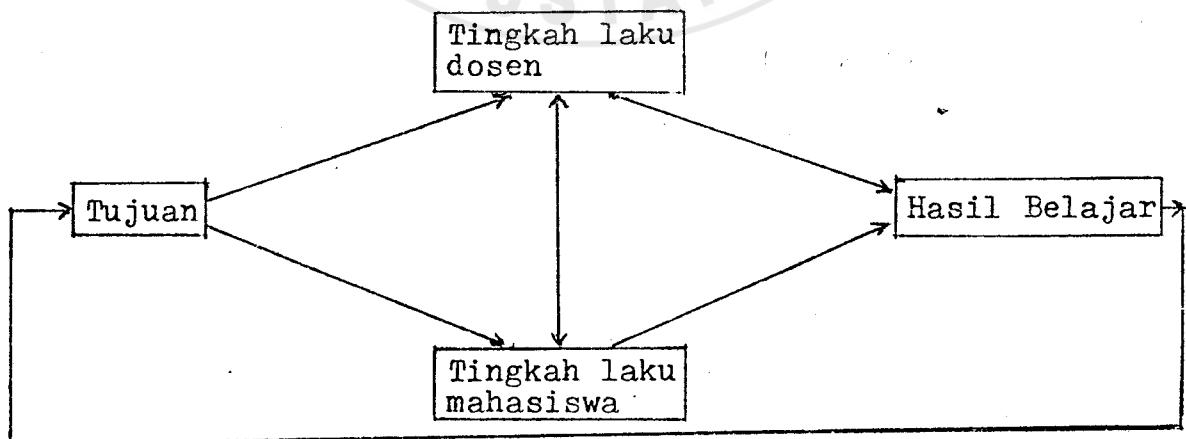 Tingkah laku
dosen
Tujuan
Hasil Belajar
Tingkah laku
mahasiswa